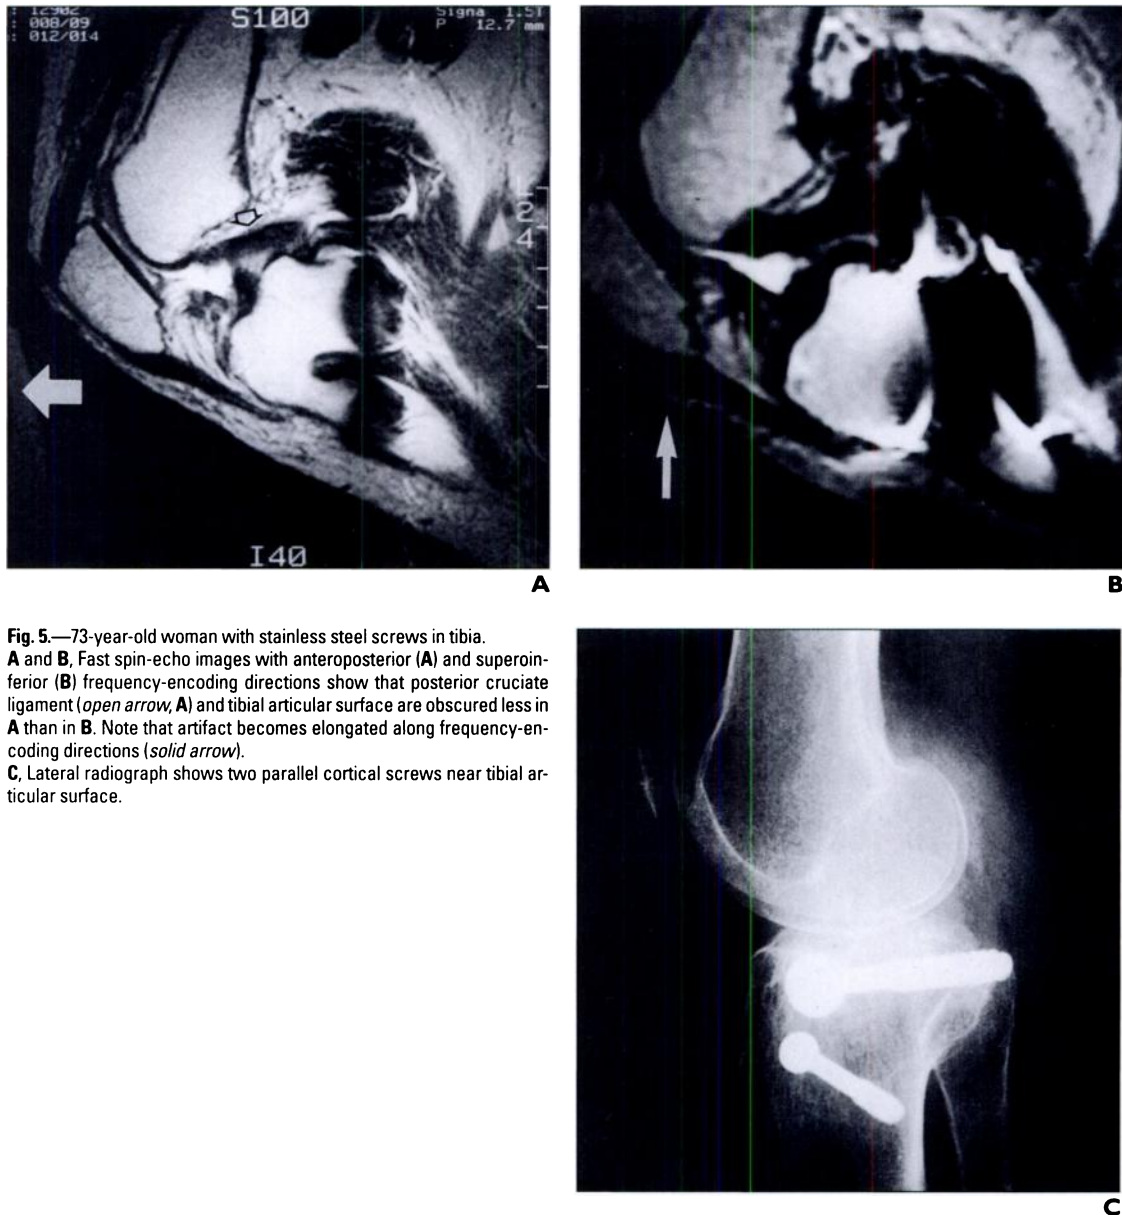 : 12902
: 008/09
: 012/014
S100
Signa 1.5T
P 12.7 mm
2
4
I40
A
B
Fig. 5.—73-year-old woman with stainless steel screws in tibia.
A and B, Fast spin-echo images with anteroposterior (A) and superoin-
ferior (B) frequency-encoding directions show that posterior cruciate
ligament (open arrow, A) and tibial articular surface are obscured less in
A than in B. Note that artifact becomes elongated along frequency-en-
coding directions (solid arrow).
C, Lateral radiograph shows two parallel cortical screws near tibial ar-
ticular surface.
C